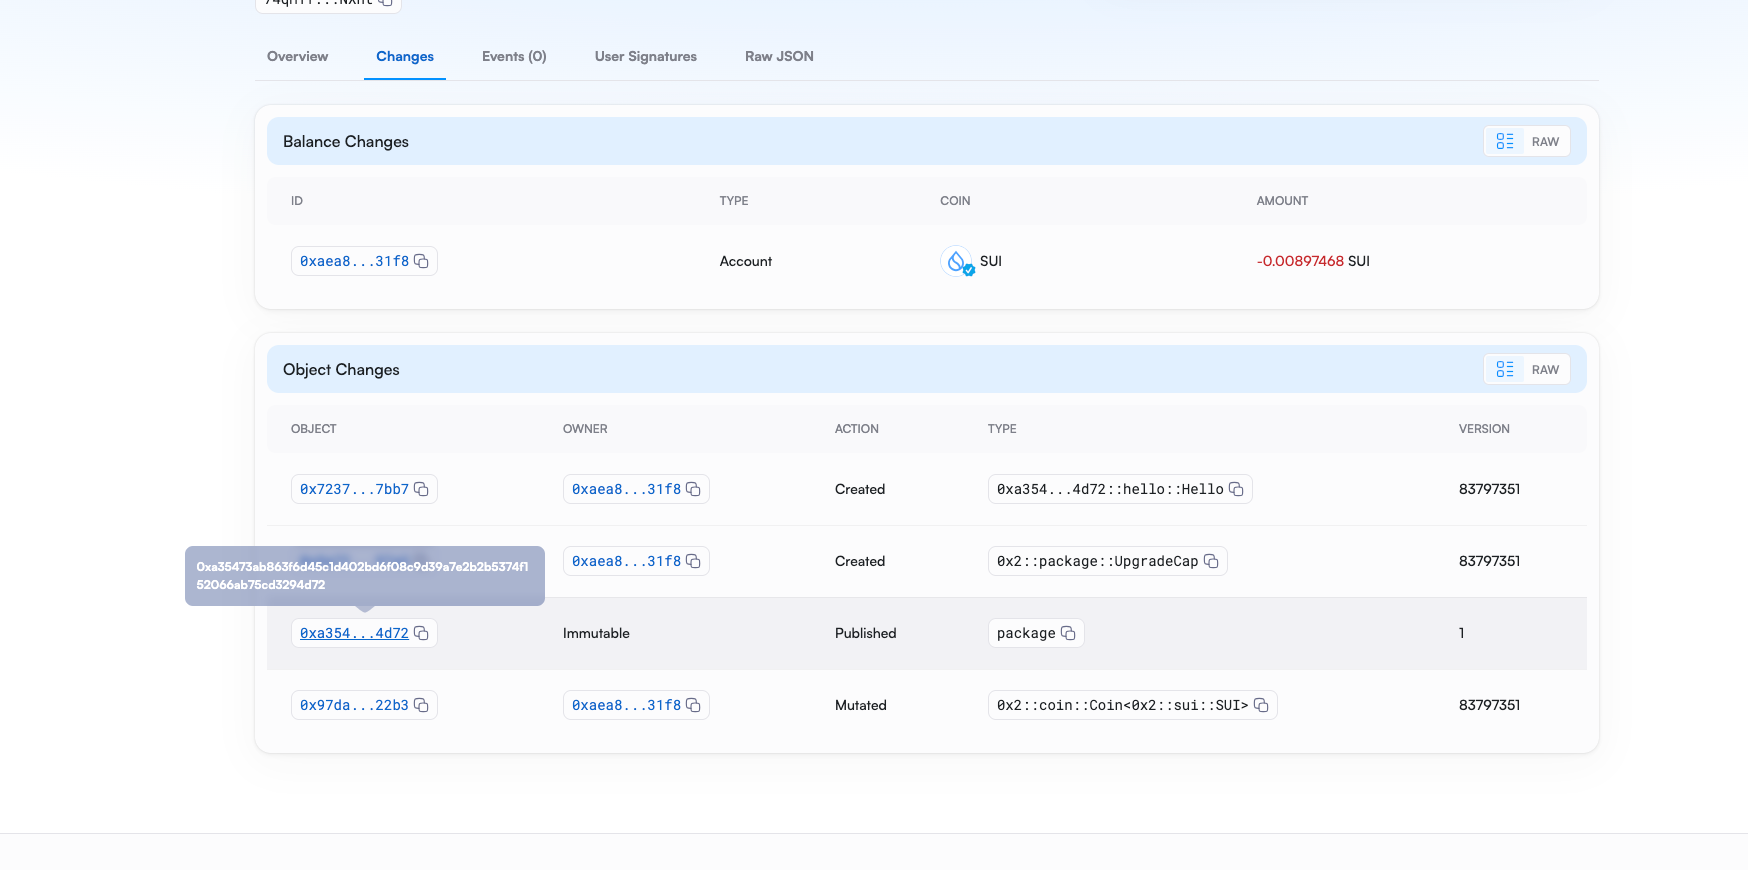 Overview Changes Events (0) User Signatures Raw JSON
Balance Changes RAW
ID TYPE COIN AMOUNT
0xaea8...31f8 Account SUI -0.00897468 SUI
Object Changes RAW
OBJECT OWNER ACTION TYPE VERSION
0x7237...7bb7 0xaea8...31f8 Created 0xa354...4d72::hello::Hello 83797351
0xaea8...31f8 Created 0x2::package::UpgradeCap 83797351
0xa35473ab863f6d45c1d402bd6f08c9d39a7e2b2b5374f1
52066ab75cd3294d72
0xa354...4d72 Immutable Published package 1
0x97da...22b3 0xaea8...31f8 Mutated 0x2::coin::Coin<0x2::sui::SUI> 83797351